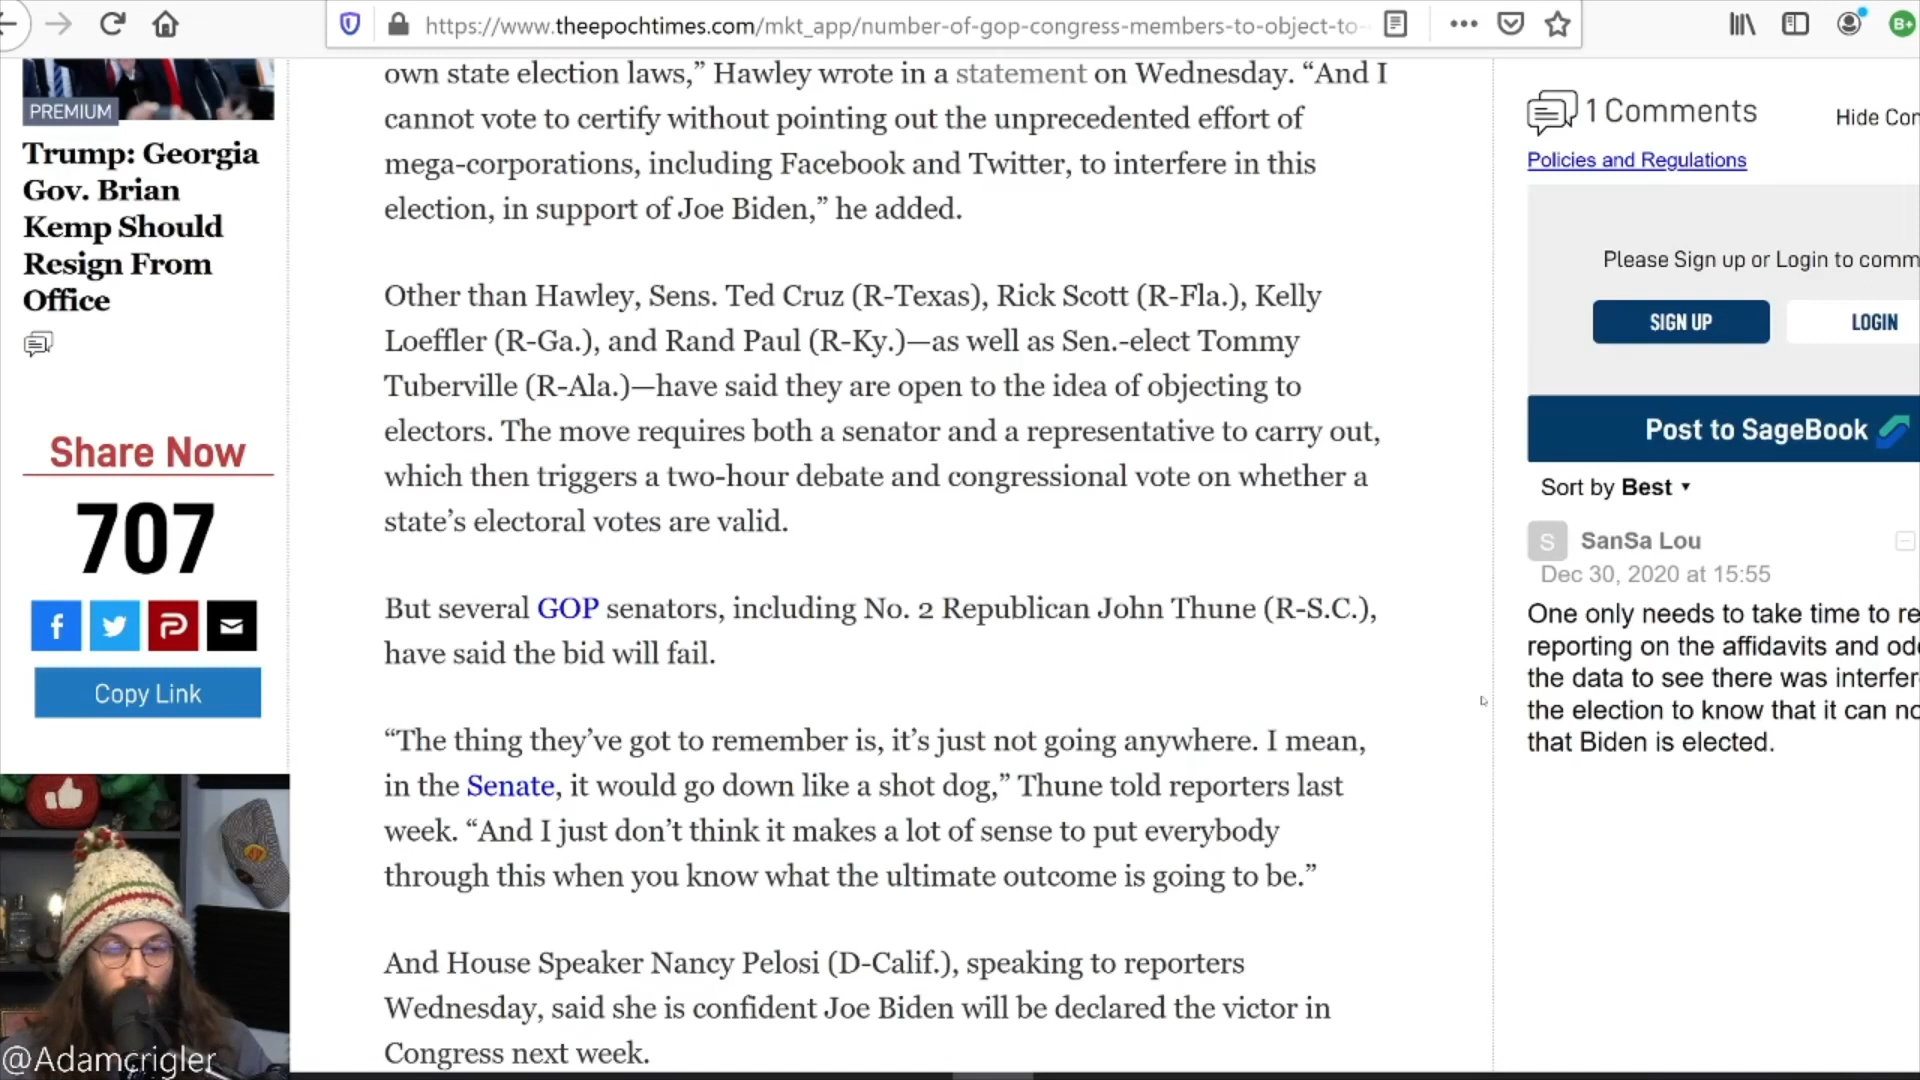 https://www.theepochtimes.com/mkt_app/number-of-gop-congress-members-to-object-to-
PREMIUM
Trump: Georgia
Gov. Brian
Kemp Should
Resign From
Office
Share Now
707
Copy Link
@Adamcrigler
own state election laws,” Hawley wrote in a statement on Wednesday. “And I
cannot vote to certify without pointing out the unprecedented effort of
mega-corporations, including Facebook and Twitter, to interfere in this
election, in support of Joe Biden,” he added.
Other than Hawley, Sens. Ted Cruz (R-Texas), Rick Scott (R-Fla.), Kelly
Loeffler (R-Ga.), and Rand Paul (R-Ky.)—as well as Sen.-elect Tommy
Tuberville (R-Ala.)—have said they are open to the idea of objecting to
electors. The move requires both a senator and a representative to carry out,
which then triggers a two-hour debate and congressional vote on whether a
state’s electoral votes are valid.
But several GOP senators, including No. 2 Republican John Thune (R-S.C.),
have said the bid will fail.
“The thing they’ve got to remember is, it’s just not going anywhere. I mean,
in the Senate, it would go down like a shot dog,” Thune told reporters last
week. “And I just don’t think it makes a lot of sense to put everybody
through this when you know what the ultimate outcome is going to be.”
And House Speaker Nancy Pelosi (D-Calif.), speaking to reporters
Wednesday, said she is confident Joe Biden will be declared the victor in
Congress next week.
B+
1 Comments
Hide Con
Policies and Regulations
Please Sign up or Login to comm
SIGN UP
LOGIN
Post to SageBook
Sort by Best
S
SanSa Lou
Dec 30, 2020 at 15:55
One only needs to take time to re
reporting on the affidavits and od
the data to see there was interfer
the election to know that it can no
that Biden is elected.